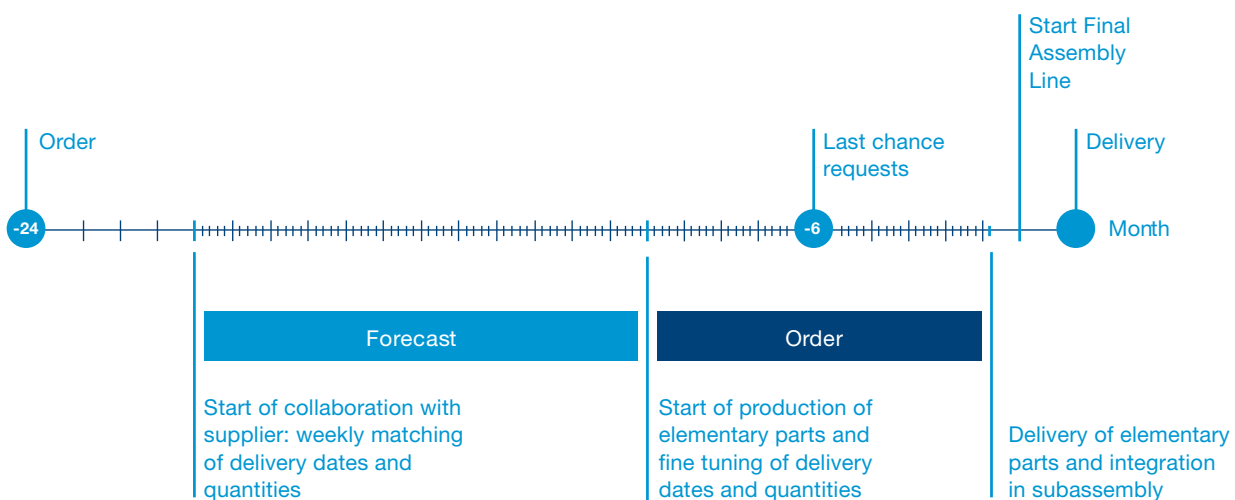 Start Final
Assembly
Line
Order
Last chance
requests
Delivery
-24
-6
Month
Forecast
Order
Start of collaboration with
supplier: weekly matching
of delivery dates and
quantities
Start of production of
elementary parts and
fine tuning of delivery
dates and quantities
Delivery of elementary
parts and integration
in subassembly